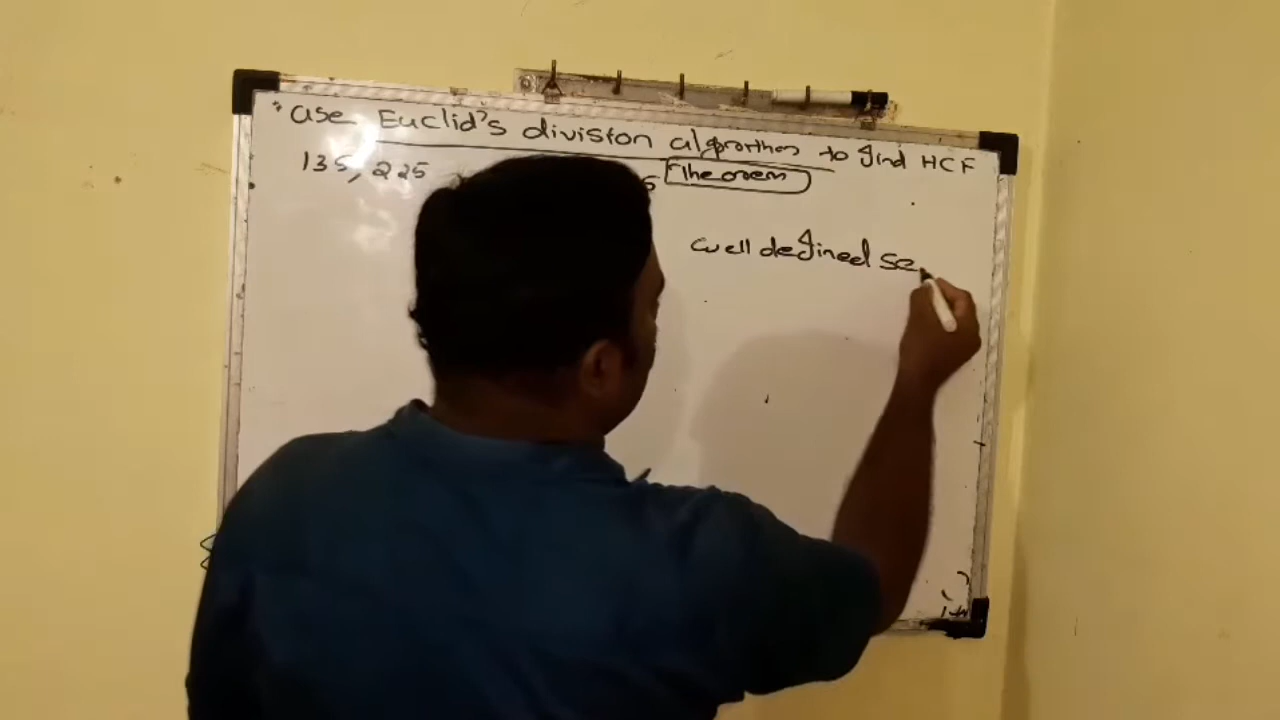 use Euclid's division algorithm to find HCF
135, 225
Theorem
well defined se